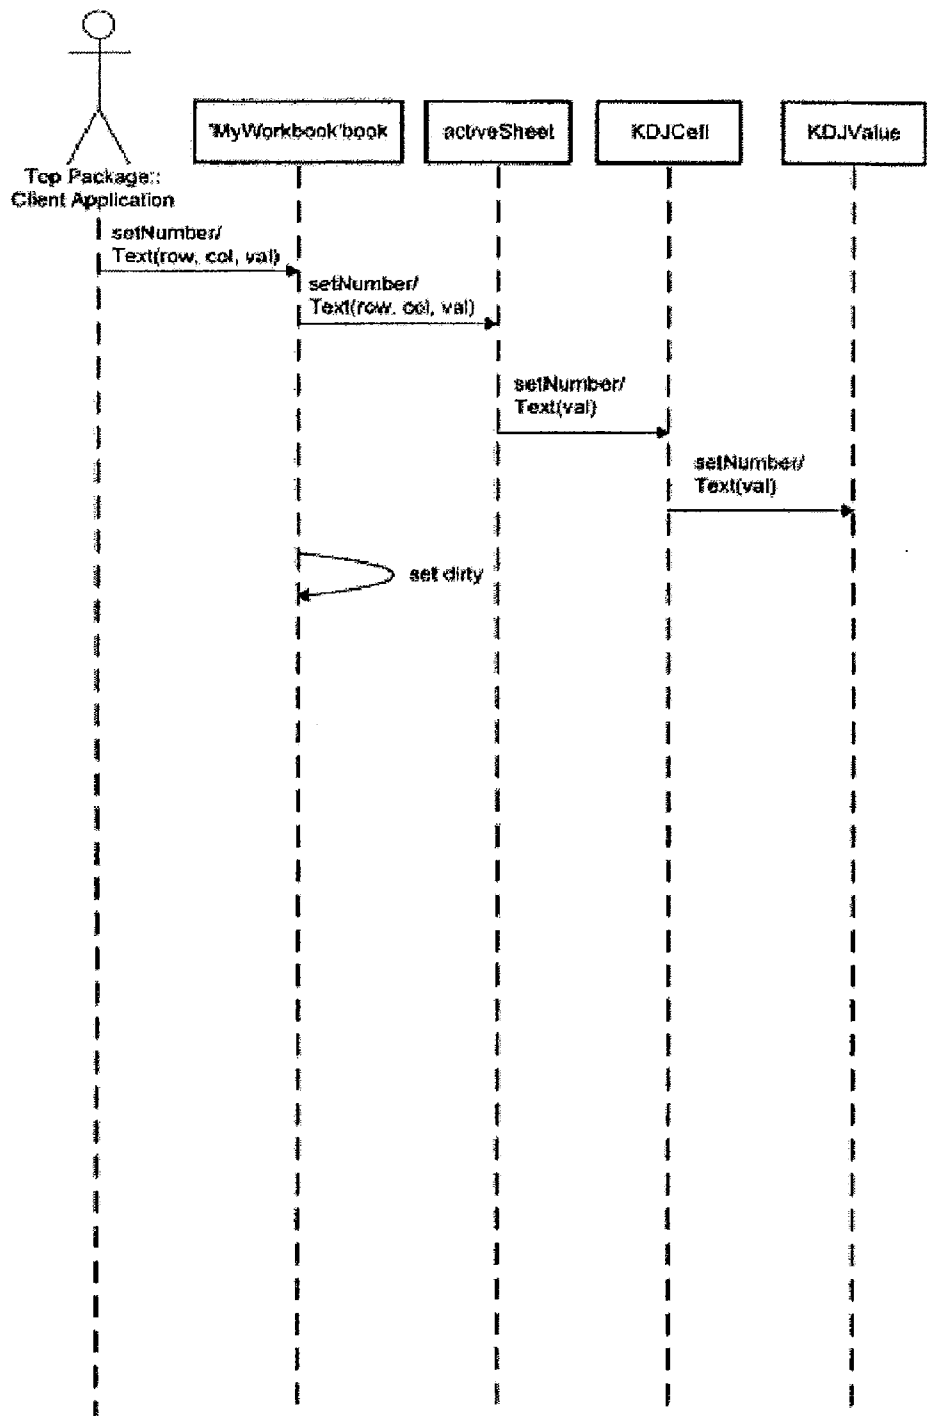 'MyWorkbook'book
activeSheet
KDJCell
KDJValue
Top Package::
Client Application
setNumber/
Text(row, col, val)
setNumber/
Text(row, col, val)
setNumber/
Text(val)
setNumber/
Text(val)
set dirty